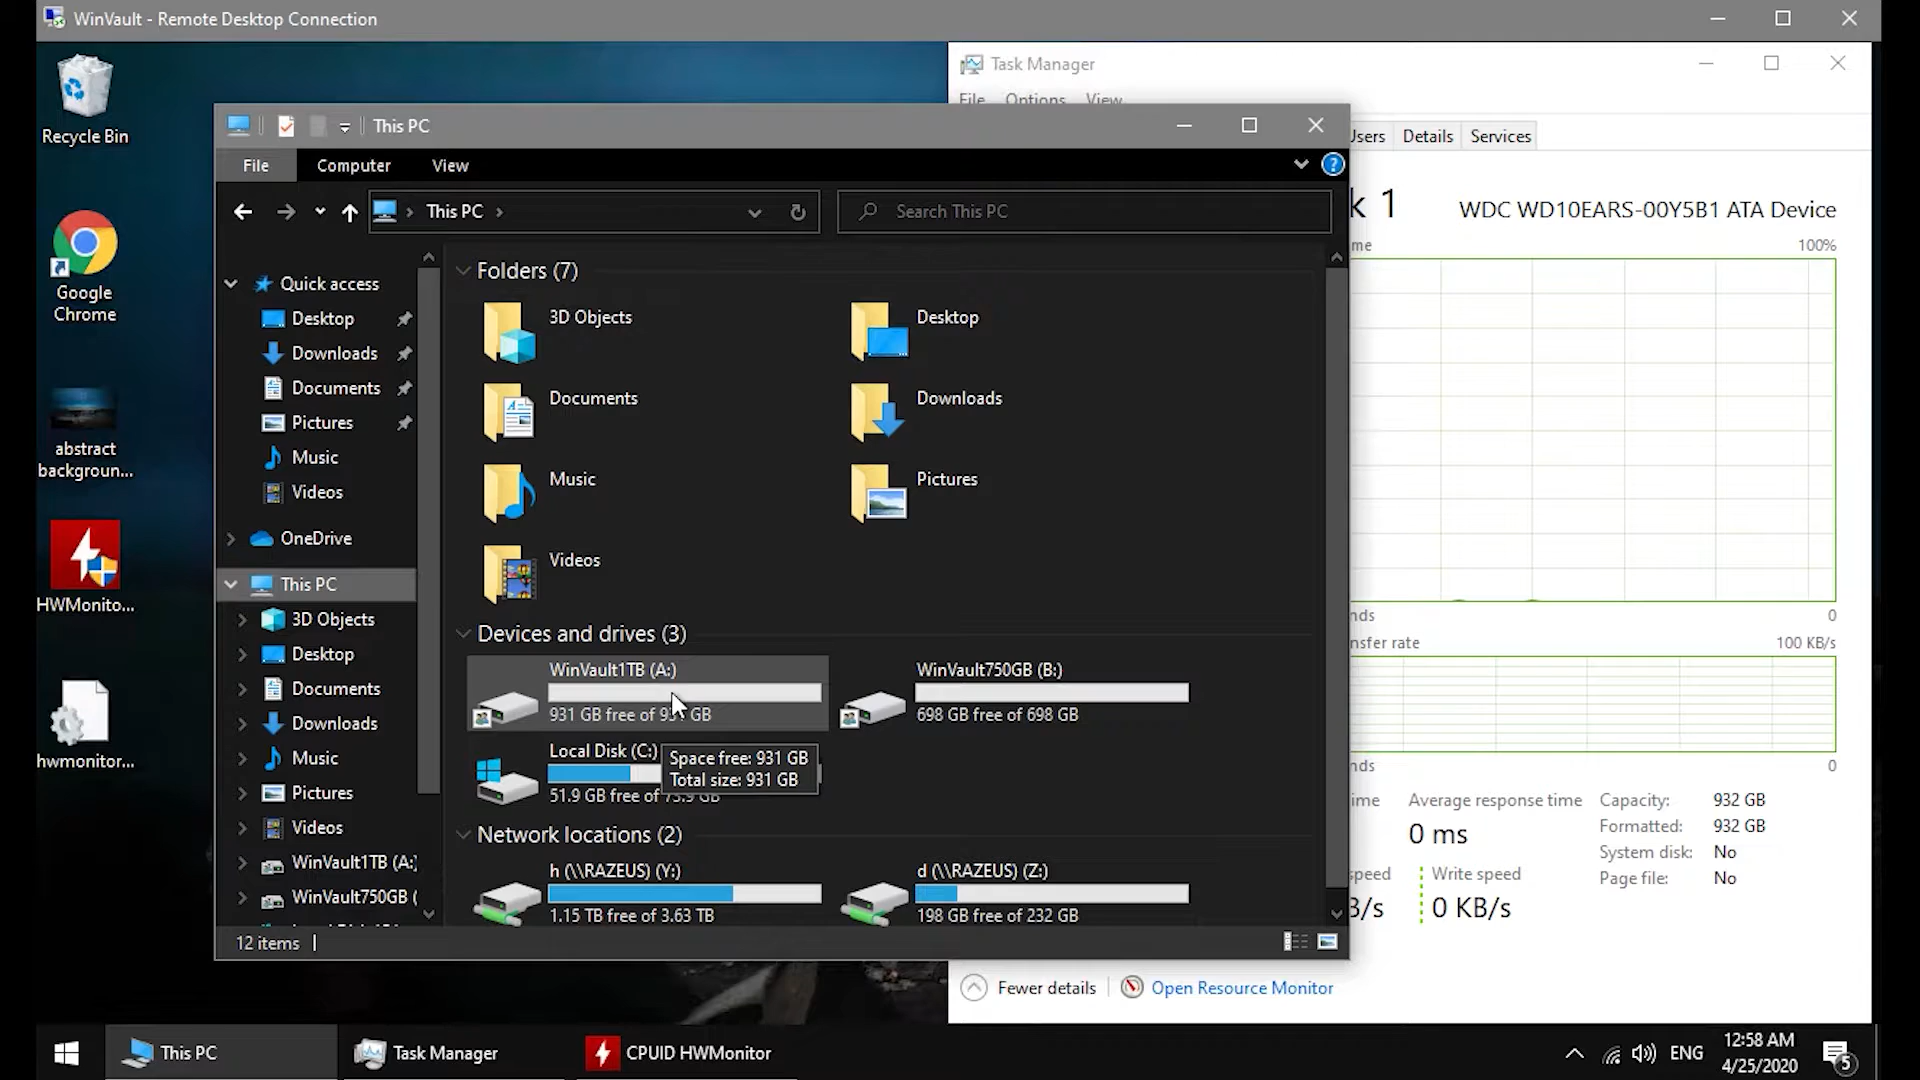 WinVault - Remote Desktop Connection
Recycle Bin
Google
Chrome
abstract
backgroun...
HWMonito...
hwmonitor...
Task Manager
File Options View
Users Details Services
This PC
File Computer View
This PC
Search This PC
Quick access
Desktop
Downloads
Documents
Pictures
Music
Videos
OneDrive
This PC
3D Objects
Desktop
Documents
Downloads
Music
Pictures
Videos
WinVault1TB (A:)
WinVault750GB (
Folders (7)
3D Objects
Desktop
Documents
Downloads
Music
Pictures
Videos
Devices and drives (3)
WinVault1TB (A:)
931 GB free of 931 GB
WinVault750GB (B:)
698 GB free of 698 GB
Local Disk (C:)
51.9 GB free of 73.9 GB
Space free: 931 GB
Total size: 931 GB
Network locations (2)
h (\\RAZEUS) (Y:)
1.15 TB free of 3.63 TB
d (\\RAZEUS) (Z:)
198 GB free of 232 GB
12 items
k 1
WDC WD10EARS-00Y5B1 ATA Device
me 100%
nds 0
nsfer rate 100 KB/s
nds 0
ime Average response time
0 ms
speed Write speed
B/s 0 KB/s
Capacity: 932 GB
Formatted: 932 GB
System disk: No
Page file: No
Fewer details
Open Resource Monitor
This PC
Task Manager
CPUID HWMonitor
ENG
12:58 AM
4/25/2020
5